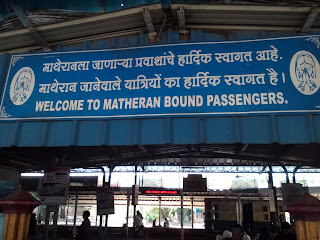 माथेरानला जाणाऱ्या प्रवाशांचे हार्दिक स्वागत आहे.
माथेरान जानेवाले यात्रियों का हार्दिक स्वागत है।
WELCOME TO MATHERAN BOUND PASSENGERS.